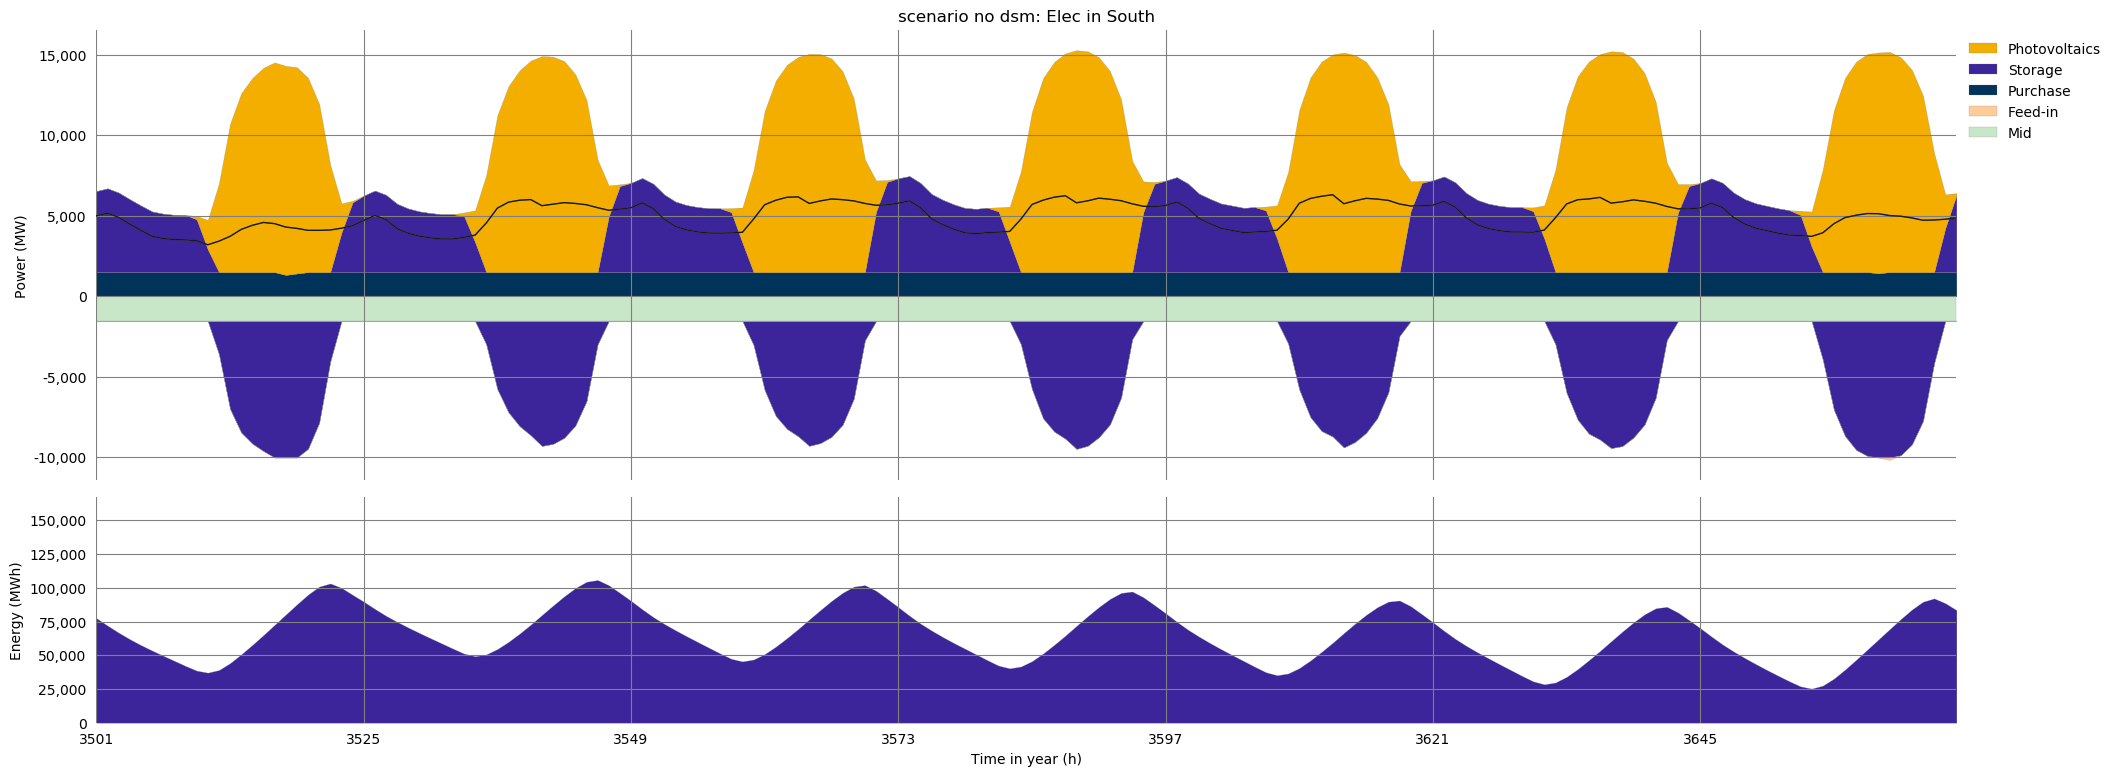 scenario no dsm: Elec in South
Power (MW)
15,000
10,000
5,000
0
-5,000
-10,000
Photovoltaics
Storage
Purchase
Feed-in
Mid
Energy (MWh)
150,000
125,000
100,000
75,000
50,000
25,000
0
3501 3525 3549 3573 3597 3621 3645
Time in year (h)